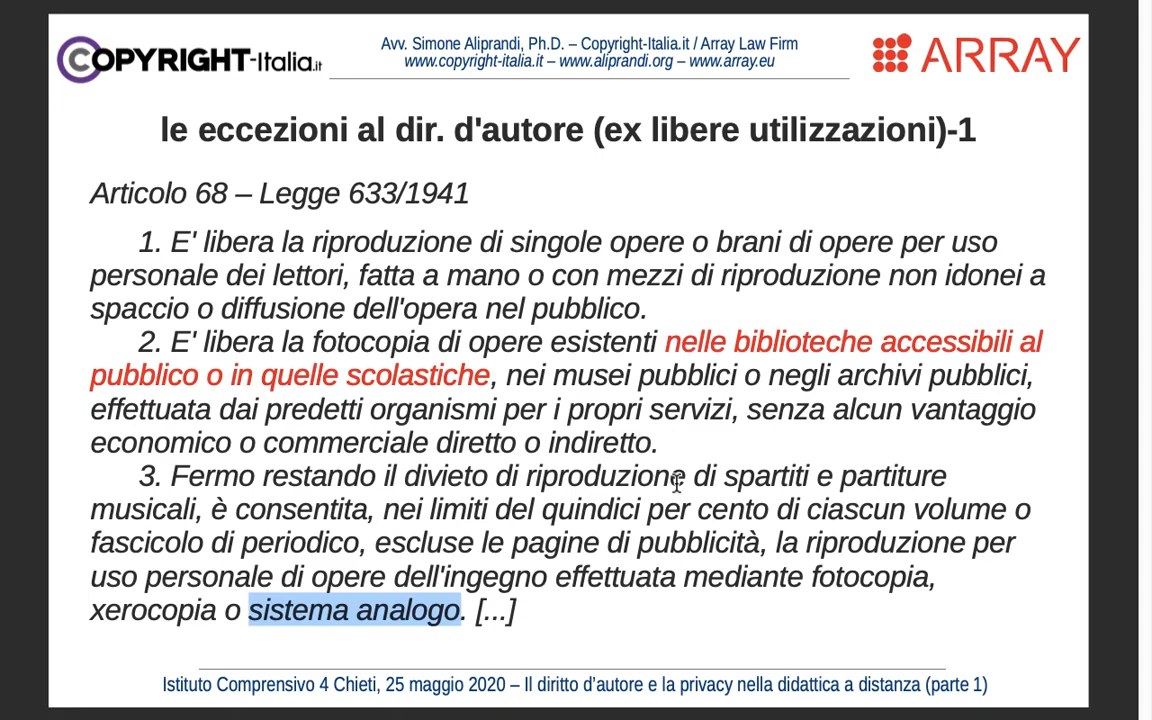 COPYRIGHT-Italia.it
Avv. Simone Aliprandi, Ph.D. – Copyright-Italia.it / Array Law Firm
www.copyright-italia.it – www.aliprandi.org – www.array.eu
ARRAY
le eccezioni al dir. d'autore (ex libere utilizzazioni)-1
Articolo 68 – Legge 633/1941
1. E' libera la riproduzione di singole opere o brani di opere per uso
personale dei lettori, fatta a mano o con mezzi di riproduzione non idonei a
spaccio o diffusione dell'opera nel pubblico.
2. E' libera la fotocopia di opere esistenti nelle biblioteche accessibili al
pubblico o in quelle scolastiche, nei musei pubblici o negli archivi pubblici,
effettuata dai predetti organismi per i propri servizi, senza alcun vantaggio
economico o commerciale diretto o indiretto.
3. Fermo restando il divieto di riproduzione di spartiti e partiture
musicali, è consentita, nei limiti del quindici per cento di ciascun volume o
fascicolo di periodico, escluse le pagine di pubblicità, la riproduzione per
uso personale di opere dell'ingegno effettuata mediante fotocopia,
xerocopia o sistema analogo. [...]
Istituto Comprensivo 4 Chieti, 25 maggio 2020 – Il diritto d’autore e la privacy nella didattica a distanza (parte 1)